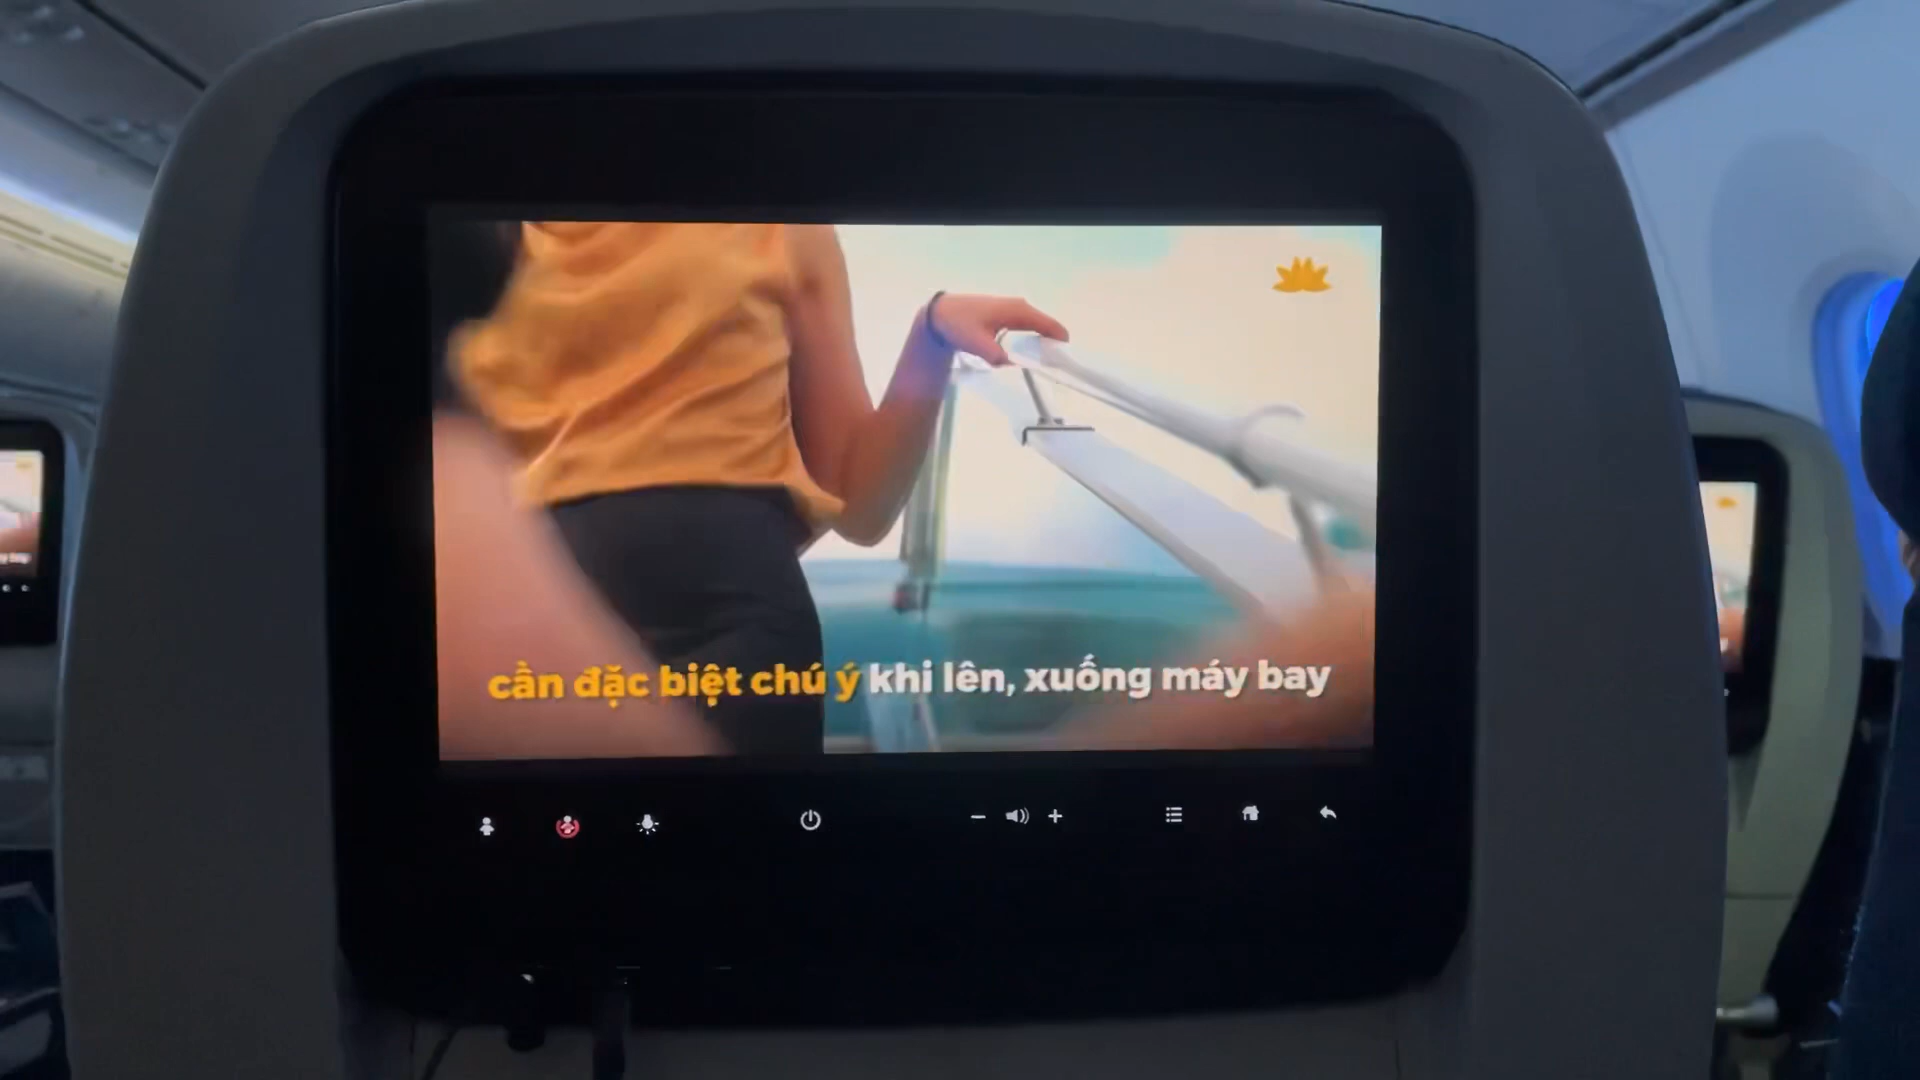 cần đặc biệt chú ý khi lên, xuống máy bay